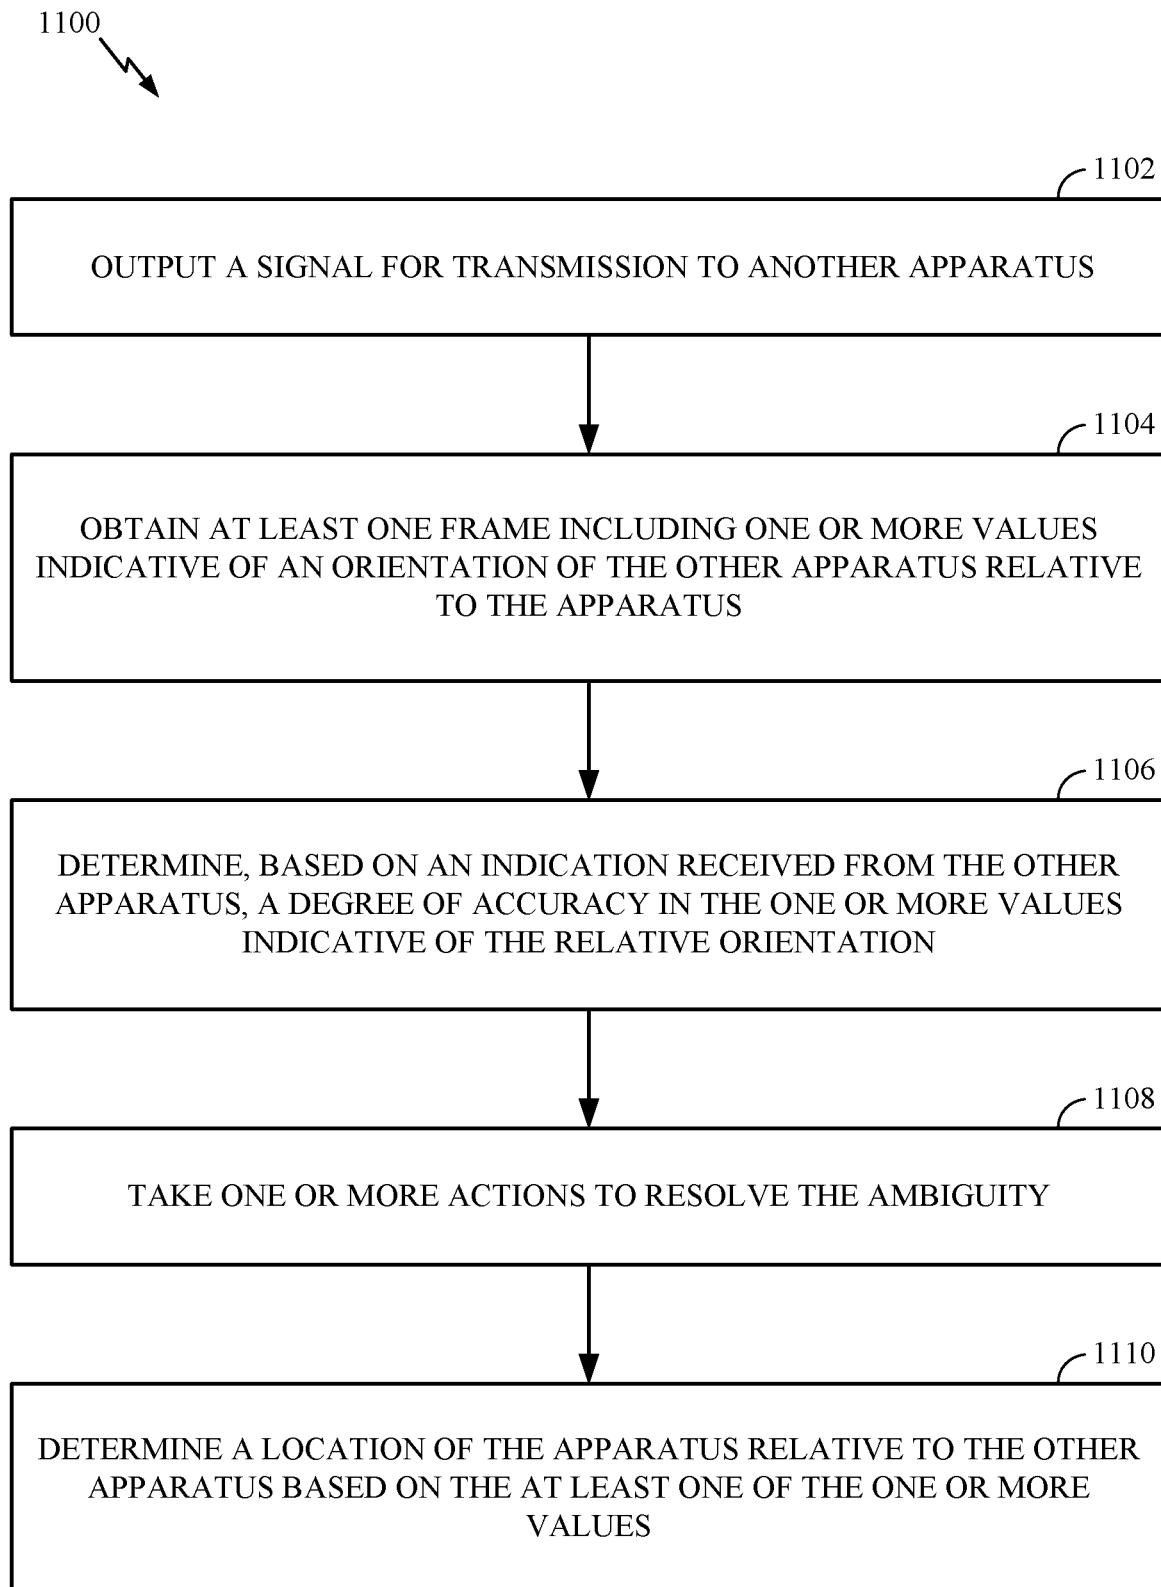 1100
1102
OUTPUT A SIGNAL FOR TRANSMISSION TO ANOTHER APPARATUS
1104
OBTAIN AT LEAST ONE FRAME INCLUDING ONE OR MORE VALUES
INDICATIVE OF AN ORIENTATION OF THE OTHER APPARATUS RELATIVE
TO THE APPARATUS
1106
DETERMINE, BASED ON AN INDICATION RECEIVED FROM THE OTHER
APPARATUS, A DEGREE OF ACCURACY IN THE ONE OR MORE VALUES
INDICATIVE OF THE RELATIVE ORIENTATION
1108
TAKE ONE OR MORE ACTIONS TO RESOLVE THE AMBIGUITY
1110
DETERMINE A LOCATION OF THE APPARATUS RELATIVE TO THE OTHER
APPARATUS BASED ON THE AT LEAST ONE OF THE ONE OR MORE
VALUES